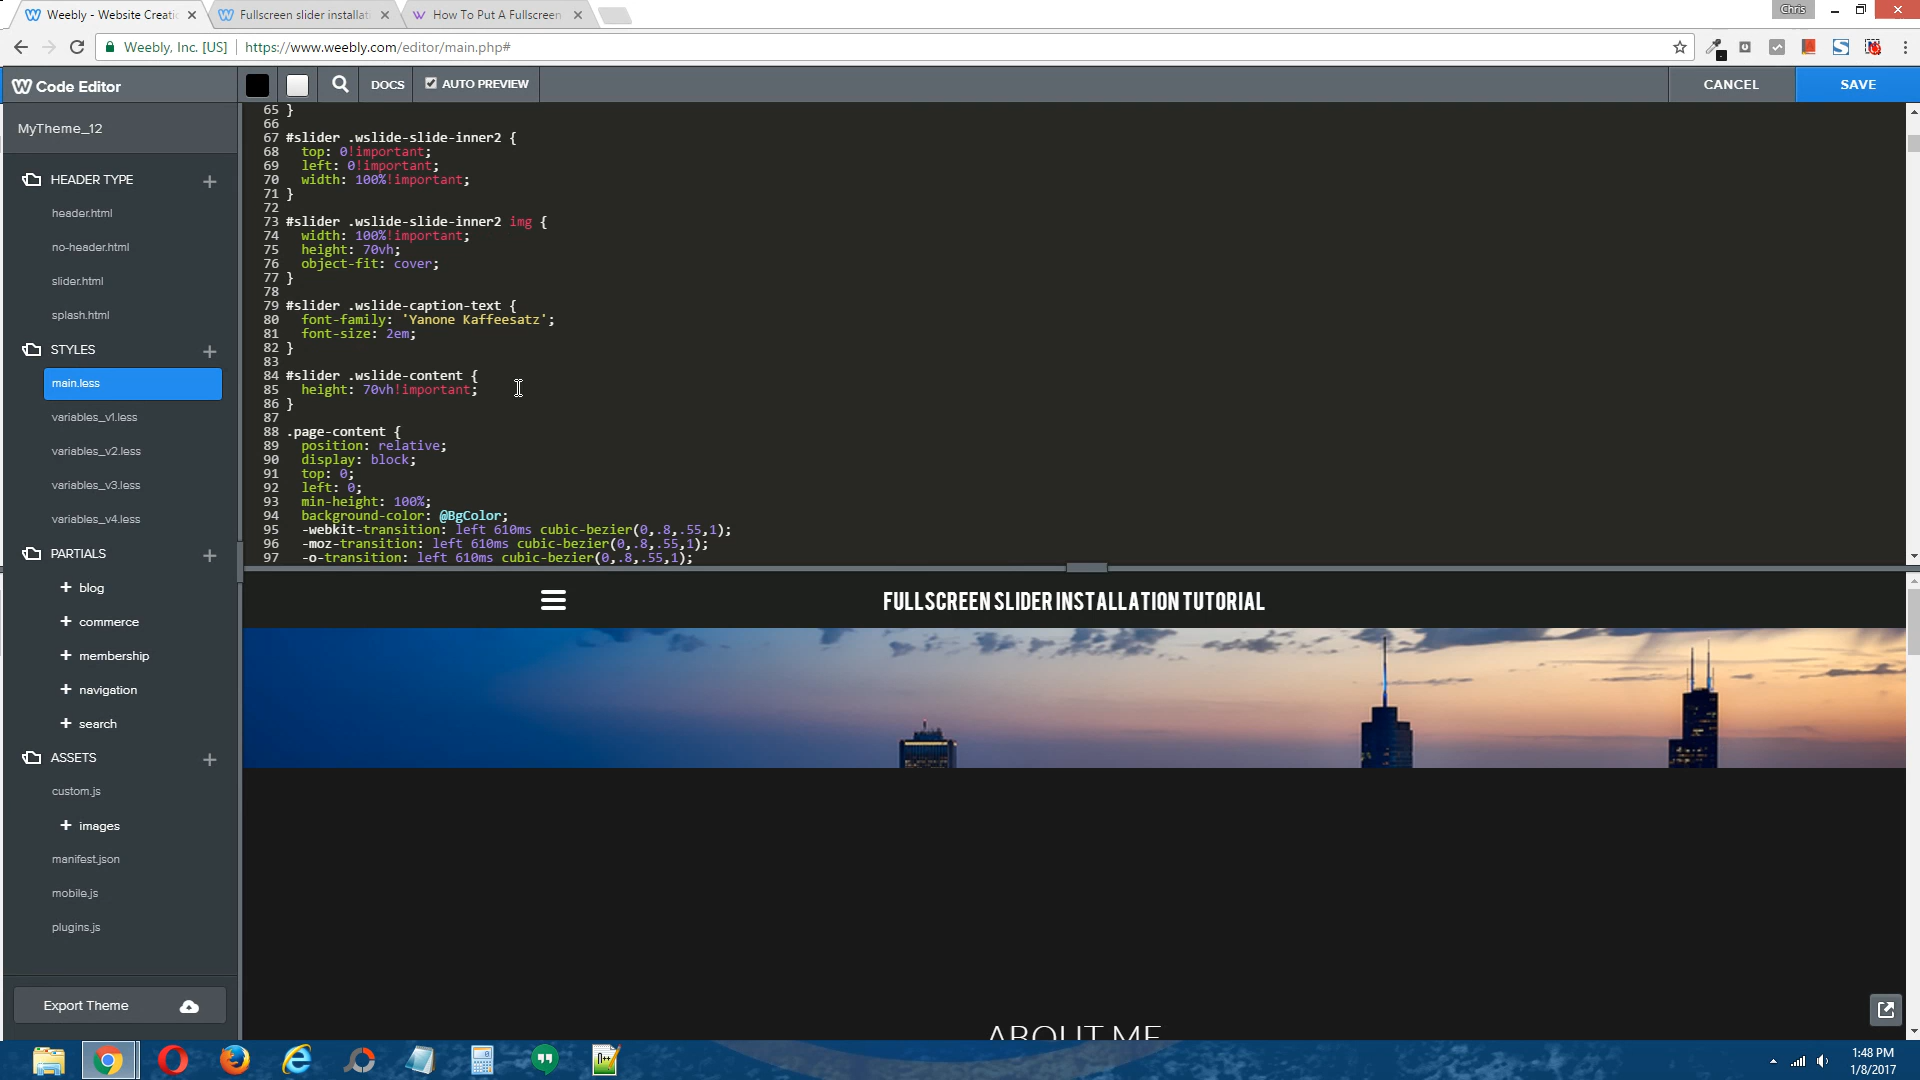 Weebly - Website Creatio
Fullscreen slider installati
How To Put A Fullscreen
Chris
Weebly, Inc. [US]
https://www.weebly.com/editor/main.php#
Code Editor
DOCS
AUTO PREVIEW
CANCEL
SAVE
MyTheme_12
HEADER TYPE
header.html
no-header.html
slider.html
splash.html
STYLES
main.less
variables_v1.less
variables_v2.less
variables_v3.less
variables_v4.less
PARTIALS
+ blog
+ commerce
+ membership
+ navigation
+ search
ASSETS
custom.js
+ images
manifest.json
mobile.js
plugins.js
Export Theme
65 }
66
67 #slider .wslide-slide-inner2 {
68 top: 0!important;
69 left: 0!important;
70 width: 100%!important;
71 }
72
73 #slider .wslide-slide-inner2 img {
74 width: 100%!important;
75 height: 70vh;
76 object-fit: cover;
77 }
78
79 #slider .wslide-caption-text {
80 font-family: 'Yanone Kaffeesatz';
81 font-size: 2em;
82 }
83
84 #slider .wslide-content {
85 height: 70vh!important;
86 }
87
88 .page-content {
89 position: relative;
90 display: block;
91 top: 0;
92 left: 0;
93 min-height: 100%;
94 background-color: @BgColor;
95 -webkit-transition: left 610ms cubic-bezier(0,.8,.55,1);
96 -moz-transition: left 610ms cubic-bezier(0,.8,.55,1);
97 -o-transition: left 610ms cubic-bezier(0,.8,.55,1);
FULLSCREEN SLIDER INSTALLATION TUTORIAL
ABOUT ME
1:48 PM
1/8/2017